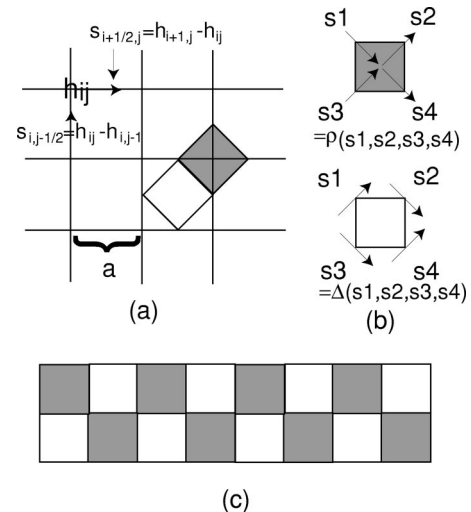 s_{i+1/2,j}=h_{i+1,j}-h_{ij}
h_{ij}
s_{i,j-1/2}=h_{ij}-h_{i,j-1}
a
(a)
s1 s2
s3 s4
=ρ(s1,s2,s3,s4)
s1 s2
s3 s4
=Δ(s1,s2,s3,s4)
(b)
(c)